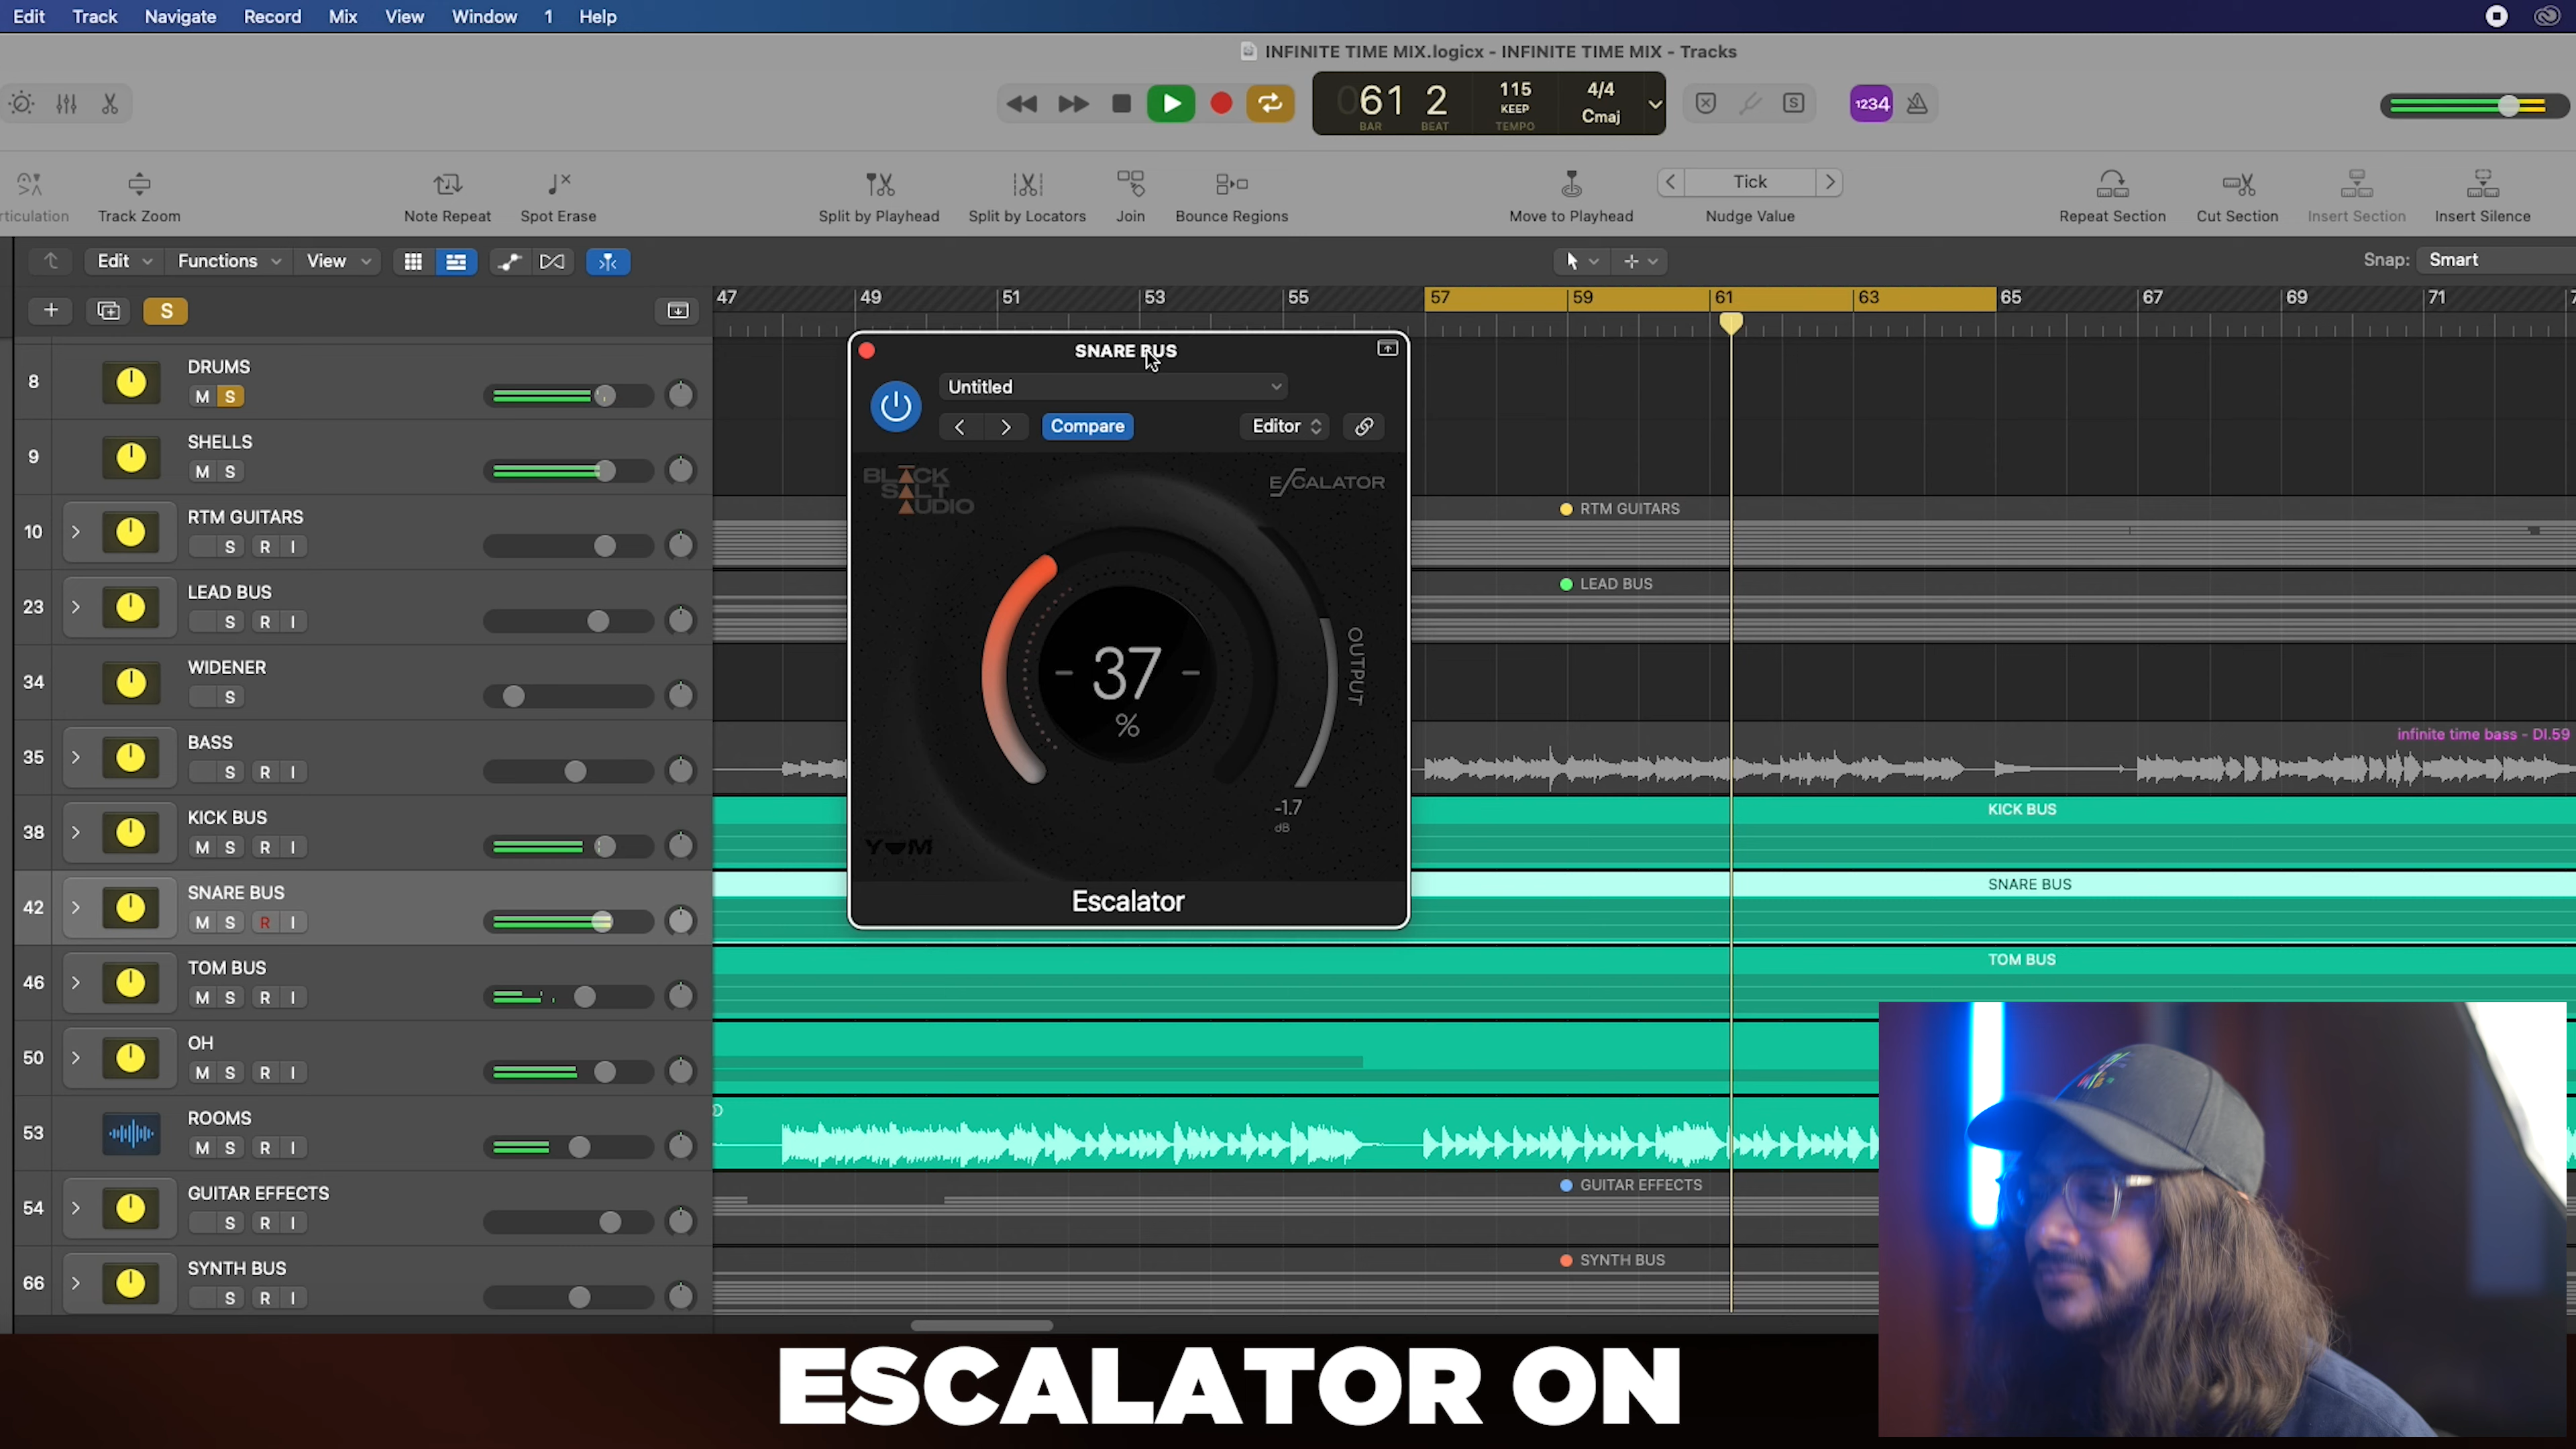 Edit Track Navigate Record Mix View Window 1 Help
INFINITE TIME MIX.logicx - INFINITE TIME MIX - Tracks
061 2 115 KEEP 4/4 Cmaj
BAR BEAT TEMPO
S 1234
rticulation Track Zoom Note Repeat Spot Erase Split by Playhead Split by Locators Join Bounce Regions Move to Playhead
Tick
Nudge Value
Repeat Section Cut Section Insert Section Insert Silence
Edit Functions View Snap: Smart
S
47 49 51 53 55 57 59 61 63 65 67 69 71
8 DRUMS
M S
9 SHELLS
M S
10 RTM GUITARS
S R I
23 LEAD BUS
S R I
34 WIDENER
S
35 BASS
S R I
38 KICK BUS
M S R I
42 SNARE BUS
M S R I
46 TOM BUS
M S R I
50 OH
M S R I
53 ROOMS
M S R I
54 GUITAR EFFECTS
S R I
66 SYNTH BUS
S R I
SNARE BUS
Untitled
Compare Editor
BLACK
SALT
AUDIO
ESCALATOR
37
%
OUTPUT
-1.7
dB
Escalator
RTM GUITARS
LEAD BUS
infinite time bass - DI.59
KICK BUS
SNARE BUS
TOM BUS
GUITAR EFFECTS
SYNTH BUS
ESCALATOR ON